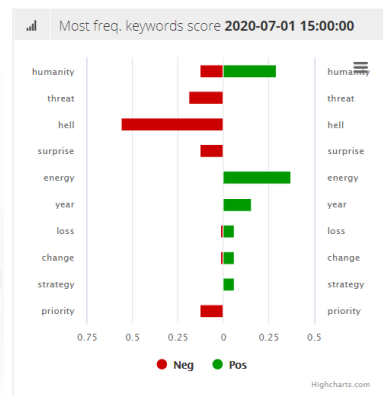 Most freq. keywords score 2020-07-01 15:00:00
humanity humanity
threat threat
hell hell
surprise surprise
energy energy
year year
loss loss
change change
strategy strategy
priority priority
0.75 0.5 0.25 0 0.25 0.5
Neg Pos
Highcharts.com